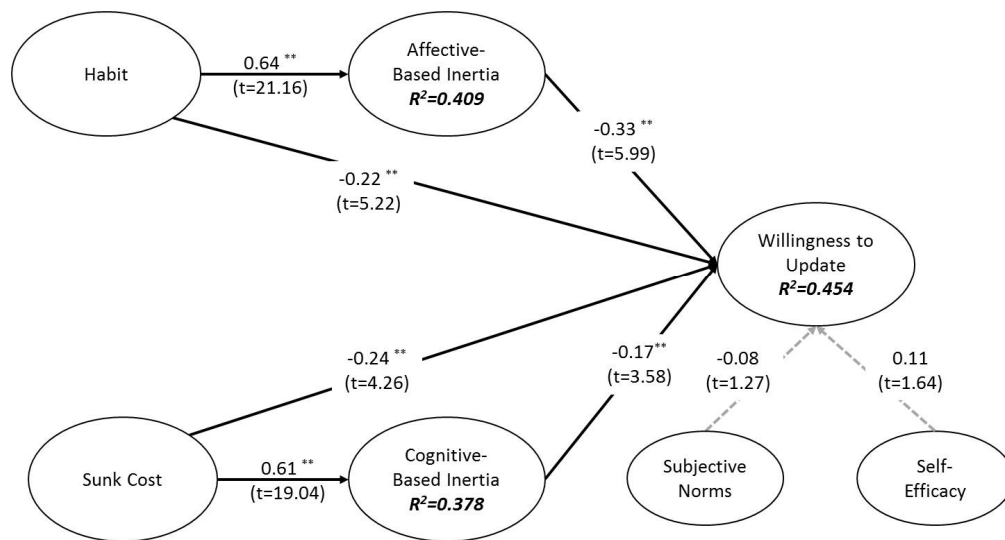 Habit
0.64 **
(t=21.16)
Affective-
Based Inertia
R²=0.409
-0.33 **
(t=5.99)
-0.22 **
(t=5.22)
Willingness to
Update
R²=0.454
-0.24 **
(t=4.26)
-0.17**
(t=3.58)
-0.08
(t=1.27)
0.11
(t=1.64)
Sunk Cost
0.61 **
(t=19.04)
Cognitive-
Based Inertia
R²=0.378
Subjective
Norms
Self-
Efficacy